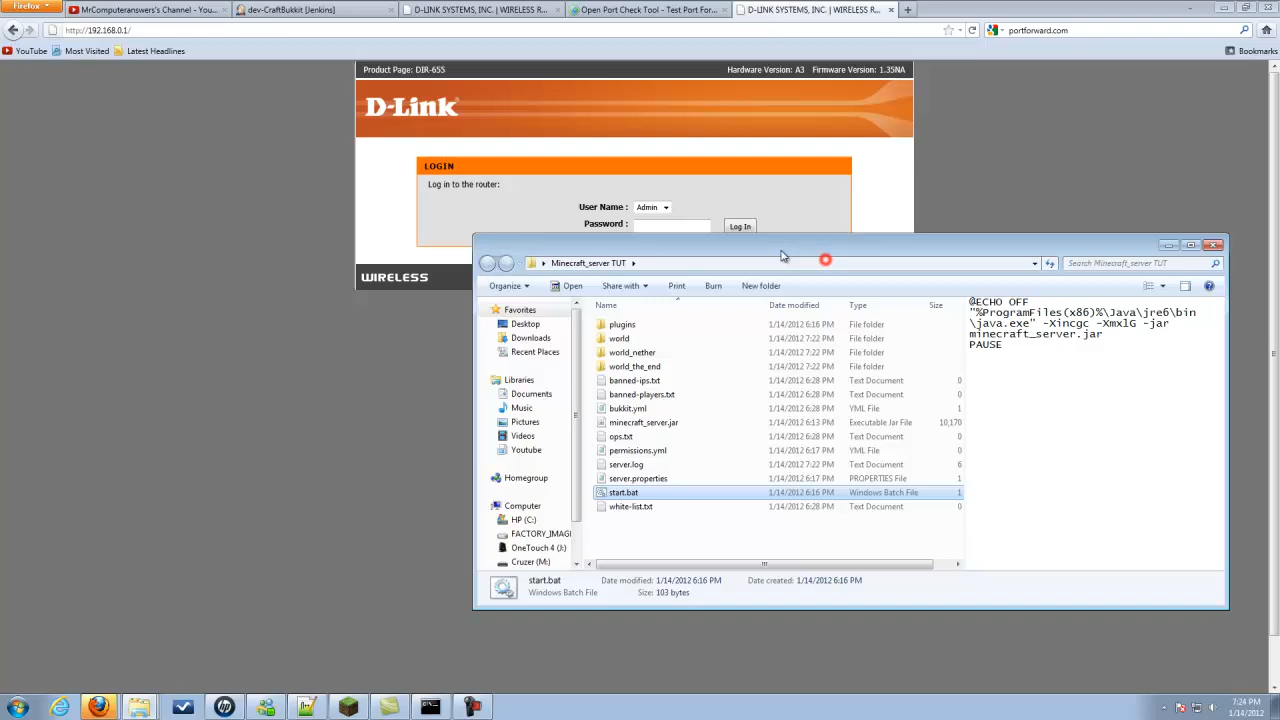 Firefox
MrComputeranswers's Channel - You...
dev-CraftBukkit [Jenkins]
D-LINK SYSTEMS, INC. | WIRELESS R...
Open Port Check Tool - Test Port For...
D-LINK SYSTEMS, INC. | WIRELESS R...
http://192.168.0.1/
portforward.com
YouTube
Most Visited
Latest Headlines
Bookmarks
Product Page: DIR-655
Hardware Version: A3
Firmware Version: 1.35NA
D-Link
LOGIN
Log in to the router:
User Name :
Admin
Password :
Log In
WIRELESS
Minecraft_server TUT
Search Minecraft_server TUT
Organize
Open
Share with
Print
Burn
New folder
Favorites
Desktop
Downloads
Recent Places
Libraries
Documents
Music
Pictures
Videos
Youtube
Homegroup
Computer
HP (C:)
FACTORY_IMAG
OneTouch 4 (J:)
Cruzer (M:)
Name Date modified Type Size
plugins 1/14/2012 6:16 PM File folder
world 1/14/2012 7:22 PM File folder
world_nether 1/14/2012 7:22 PM File folder
world_the_end 1/14/2012 7:22 PM File folder
banned-ips.txt 1/14/2012 6:28 PM Text Document 0
banned-players.txt 1/14/2012 6:28 PM Text Document 0
bukkit.yml 1/14/2012 6:28 PM YML File 1
minecraft_server.jar 1/14/2012 6:13 PM Executable Jar File 10,170
ops.txt 1/14/2012 6:28 PM Text Document 0
permissions.yml 1/14/2012 6:17 PM YML File 0
server.log 1/14/2012 7:22 PM Text Document 6
server.properties 1/14/2012 6:17 PM PROPERTIES File 1
start.bat 1/14/2012 6:16 PM Windows Batch File 1
white-list.txt 1/14/2012 6:28 PM Text Document 0
@ECHO OFF
"%ProgramFiles(x86)%\Java\jre6\bin
\java.exe" -Xincgc -Xmx1G -jar
minecraft_server.jar
PAUSE
start.bat
Date modified: 1/14/2012 6:16 PM
Date created: 1/14/2012 6:16 PM
Windows Batch File
Size: 103 bytes
7:24 PM
1/14/2012